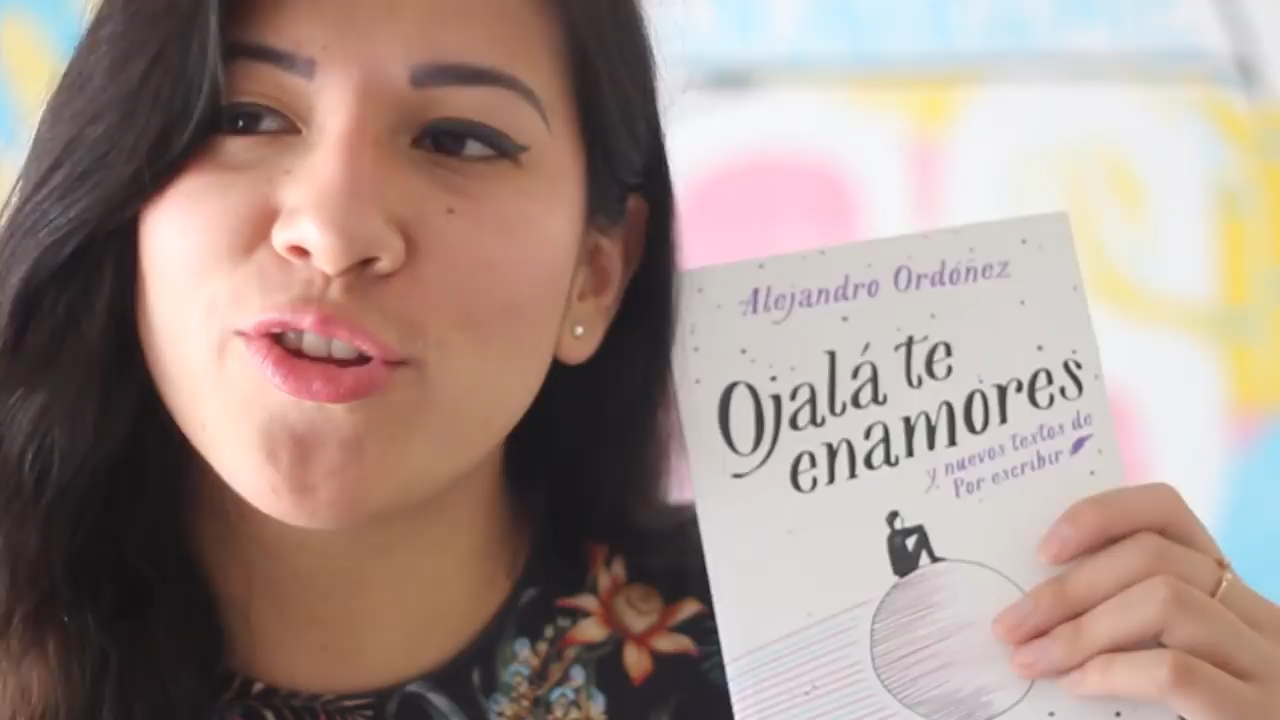 Alejandro Ordóñez
Ojalá te
enamores
y nuevos textos de
Por escribir